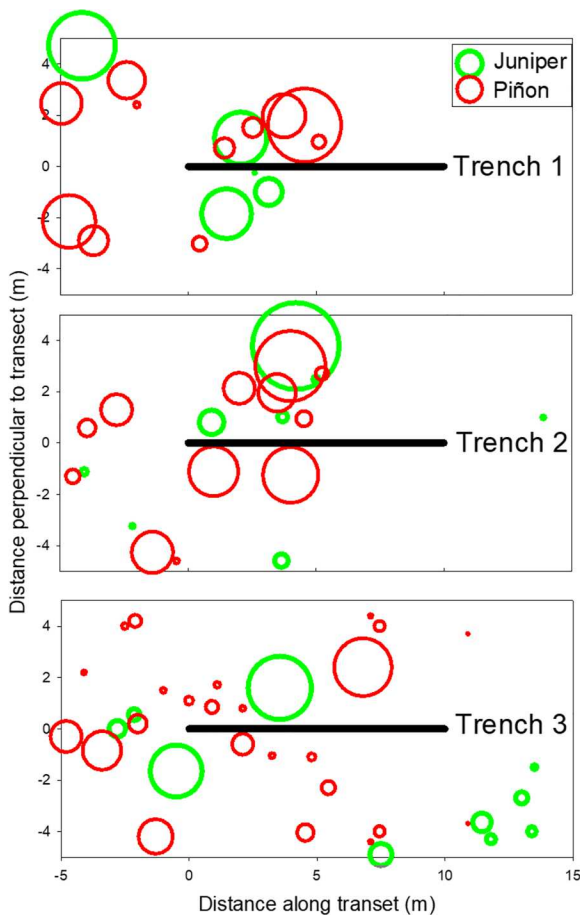 Juniper
Piñon
4
2
0
-2
-4
Trench 1
Distance perpendicular to transect (m)
4
2
0
-2
-4
Trench 2
4
2
0
-2
-4
Trench 3
-5 0 5 10 15
Distance along transet (m)